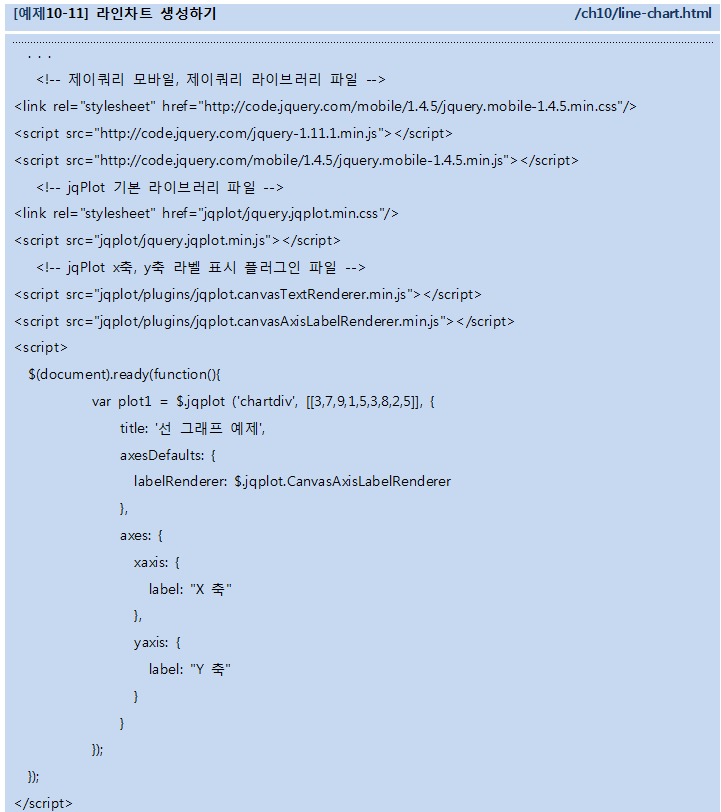 [예제10-11] 라인차트 생성하기 /ch10/line-chart.html
. . .
<!-- 제이쿼리 모바일, 제이쿼리 라이브러리 파일 -->
<link rel="stylesheet" href="http://code.jquery.com/mobile/1.4.5/jquery.mobile-1.4.5.min.css"/>
<script src="http://code.jquery.com/jquery-1.11.1.min.js"></script>
<script src="http://code.jquery.com/mobile/1.4.5/jquery.mobile-1.4.5.min.js"></script>
<!-- jqPlot 기본 라이브러리 파일 -->
<link rel="stylesheet" href="jqplot/jquery.jqplot.min.css"/>
<script src="jqplot/jquery.jqplot.min.js"></script>
<!-- jqPlot x축, y축 라벨 표시 플러그인 파일 -->
<script src="jqplot/plugins/jqplot.canvasTextRenderer.min.js"></script>
<script src="jqplot/plugins/jqplot.canvasAxisLabelRenderer.min.js"></script>
<script>
$(document).ready(function(){
var plot1 = $.jqplot ('chartdiv', [[3,7,9,1,5,3,8,2,5]], {
title: '선 그래프 예제',
axesDefaults: {
labelRenderer: $.jqplot.CanvasAxisLabelRenderer
},
axes: {
xaxis: {
label: "X 축"
},
yaxis: {
label: "Y 축"
}
}
});
});
</script>